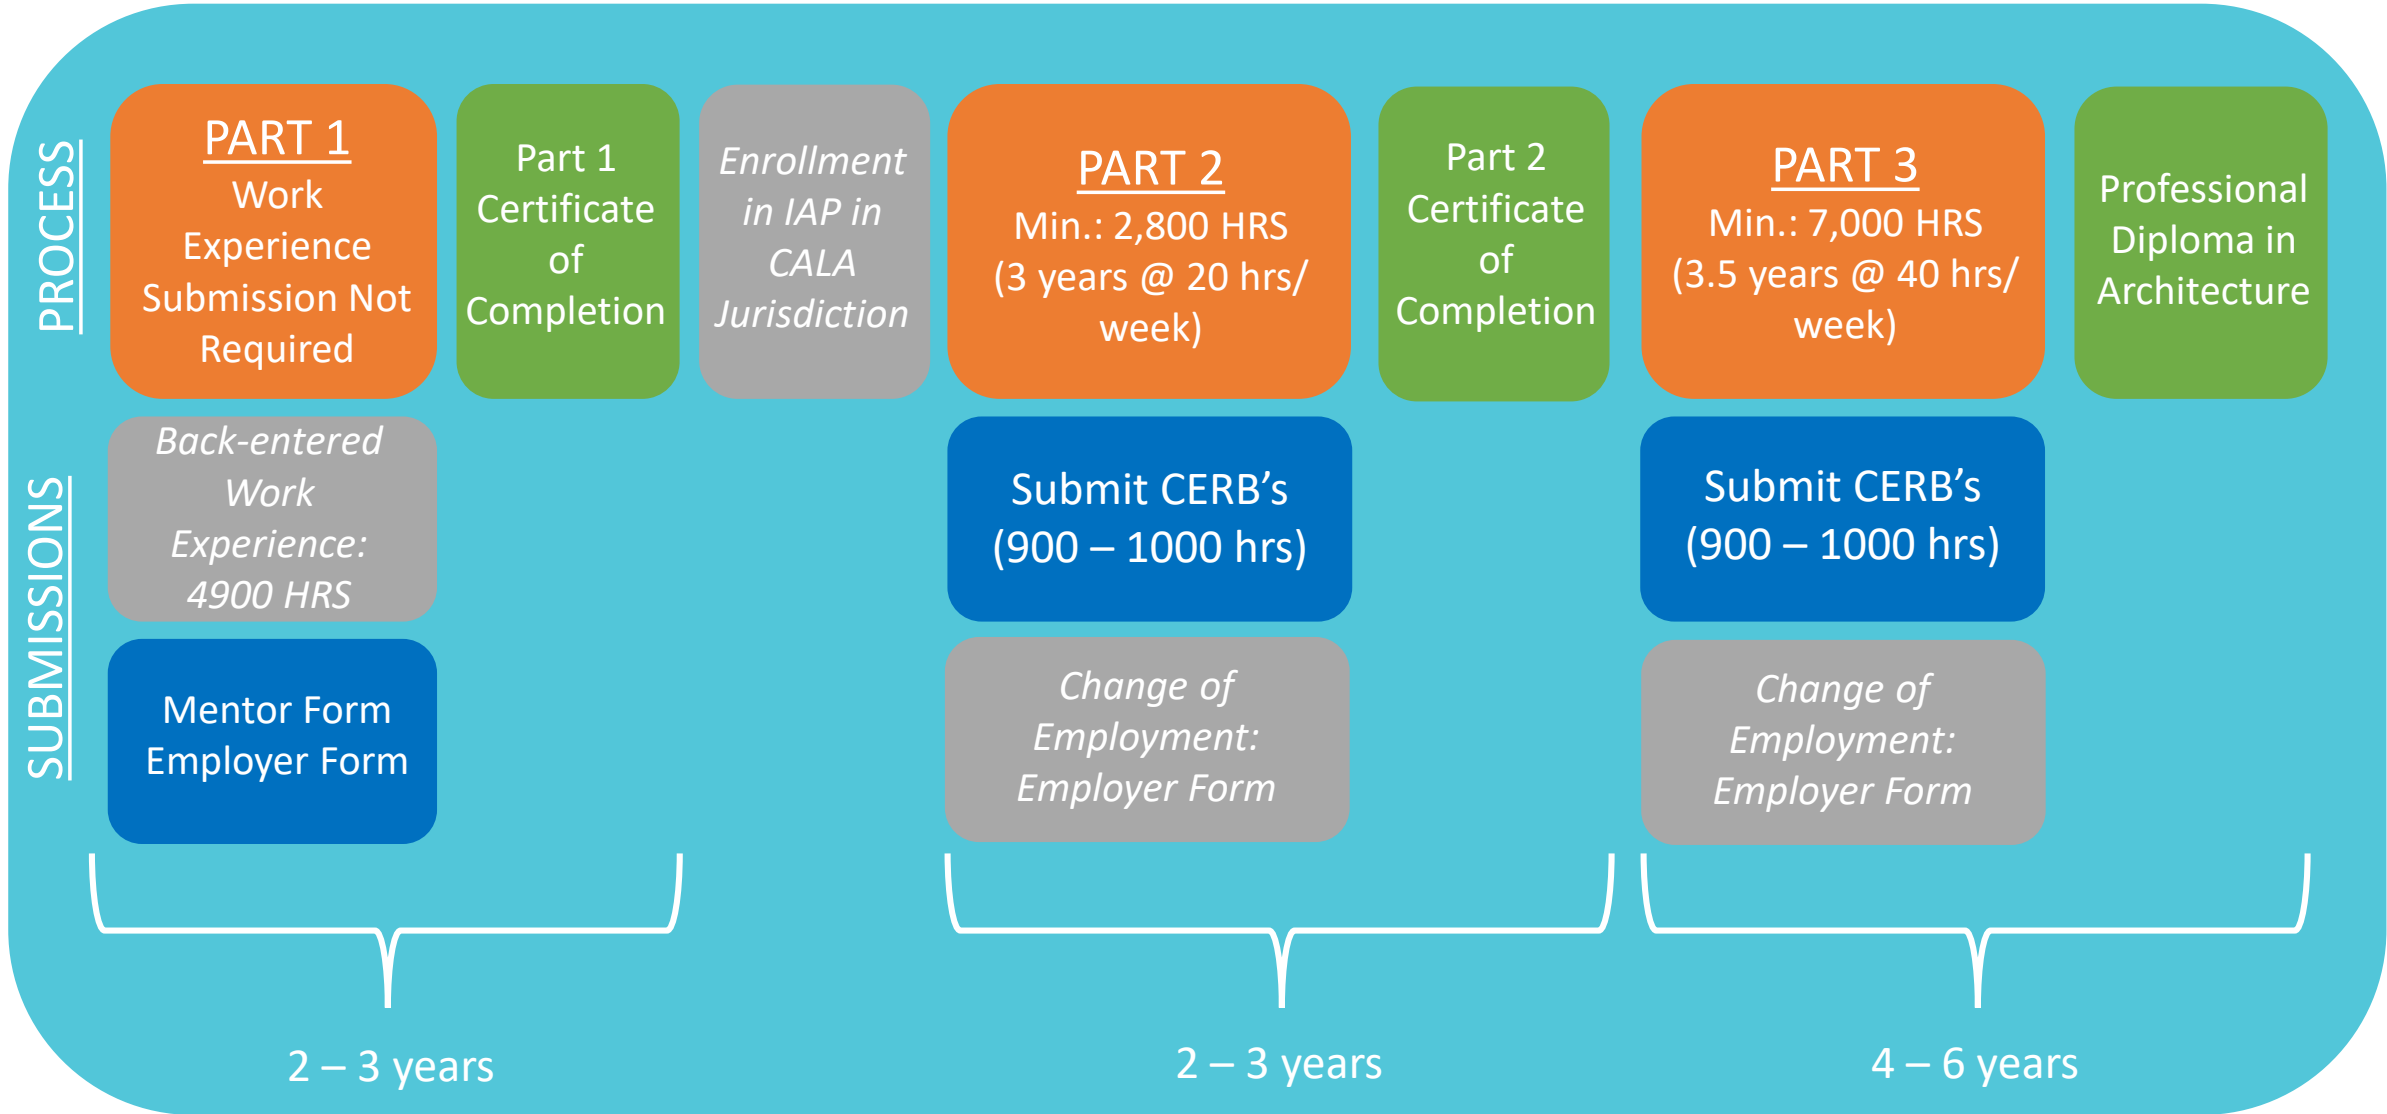 PROCESS
PART 1
Work
Experience
Submission Not
Required
Part 1
Certificate
of
Completion
Enrollment
in IAP in
CALA
Jurisdiction
PART 2
Min.: 2,800 HRS
(3 years @ 20 hrs/
week)
Part 2
Certificate
of
Completion
PART 3
Min.: 7,000 HRS
(3.5 years @ 40 hrs/
week)
Professional
Diploma in
Architecture
SUBMISSIONS
Back-entered
Work
Experience:
4900 HRS
Submit CERB’s
(900 – 1000 hrs)
Submit CERB’s
(900 – 1000 hrs)
Mentor Form
Employer Form
Change of
Employment:
Employer Form
Change of
Employment:
Employer Form
2 – 3 years
2 – 3 years
4 – 6 years